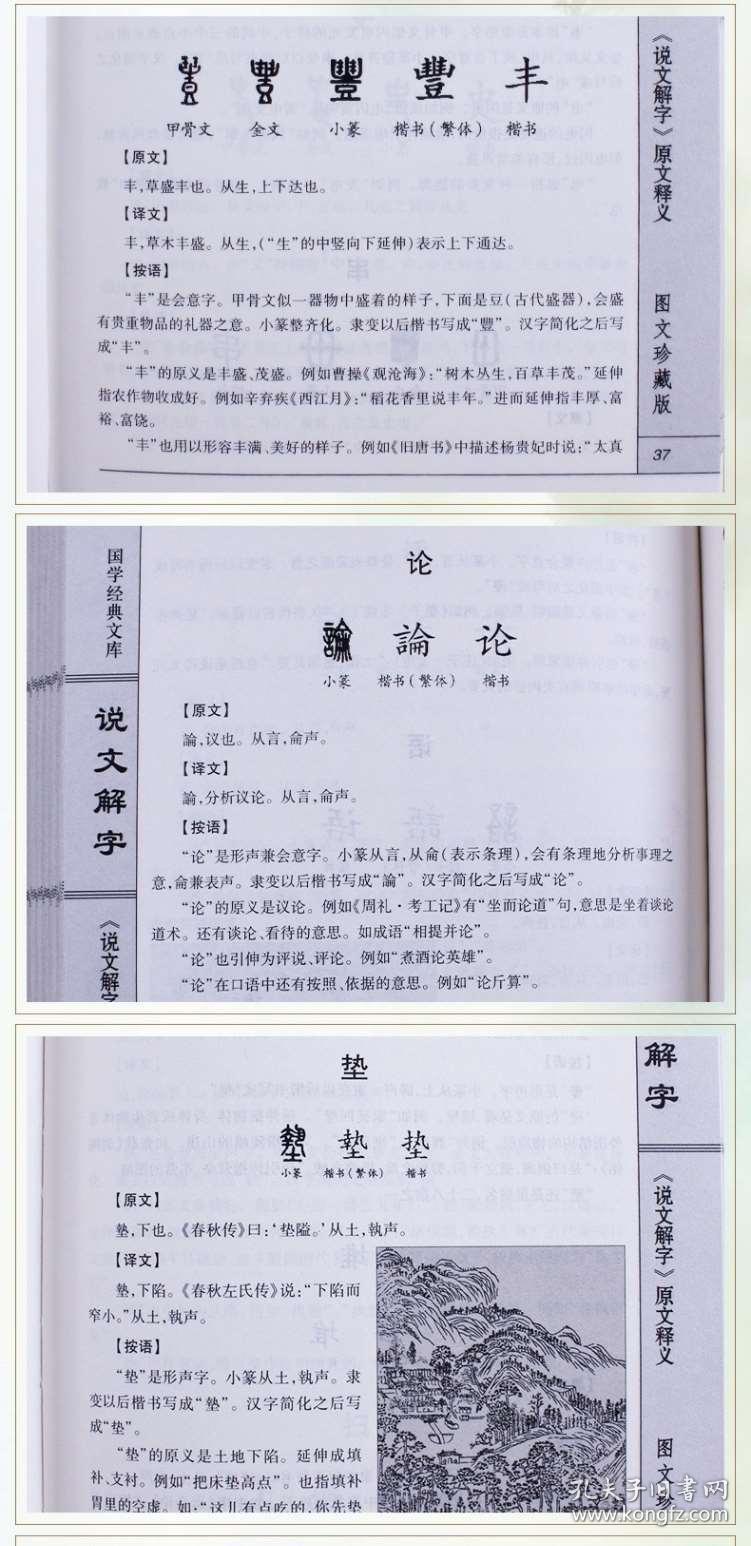 甲骨文 金文 小篆 楷书(繁体) 楷书
豐 丰
【原文】
丰,草盛丰也。从生,上下达也。
【译文】
丰,草木丰盛。从生,(“生”的中竖向下延伸)表示上下通达。
【按语】
“丰”是会意字。甲骨文似一器物中盛着的样子,下面是豆(古代盛器),会盛
有贵重物品的礼器之意。小篆整齐化。隶变以后楷书写成“豐”。汉字简化之后写
成“丰”。
“丰”的原义是丰盛、茂盛。例如曹操《观沧海》:“树木丛生,百草丰茂。”延伸
指农作物收成好。例如辛弃疾《西江月》:“稻花香里说丰年。”进而延伸指丰厚、富
裕、富饶。
“丰”也用以形容丰满、美好的样子。例如《旧唐书》中描述杨贵妃时说:“太真
《说文解字》原文释义
图文珍藏版
37
国学经典文库
说文解字
《说文解字
论
論 论
小篆 楷书(繁体) 楷书
【原文】
論,议也。从言,侖声。
【译文】
論,分析议论。从言,侖声。
【按语】
“论”是形声兼会意字。小篆从言,从侖(表示条理),会有条理地分析事理之
意,侖兼表声。隶变以后楷书写成“論”。汉字简化之后写成“论”。
“论”的原义是议论。例如《周礼·考工记》有“坐而论道”句,意思是坐着谈论
道术。还有谈论、看待的意思。如成语“相提并论”。
“论”也引伸为评说、评论。例如“煮酒论英雄”。
“论”在口语中还有按照、依据的意思。例如“论斤算”。
垫
墊 垫
小篆 楷书(繁体) 楷书
【原文】
墊,下也。《春秋传》曰:‘垫隘。’从土,執声。
【译文】
墊,下陷。《春秋左氏传》说:“下陷而
窄小。”从土,執声。
【按语】
“垫”是形声字。小篆从土,執声。隶
变以后楷书写成“墊”。汉字简化之后写
成“垫”。
“垫”的原义是土地下陷。延伸成填
补、支衬。例如“把床垫高点”。也指填补
胃里的空虚。如:“这儿有点吃的,你先垫
解字
《说文解字》原文释义
图文珍
孔夫子旧书网
www.kongfz.com